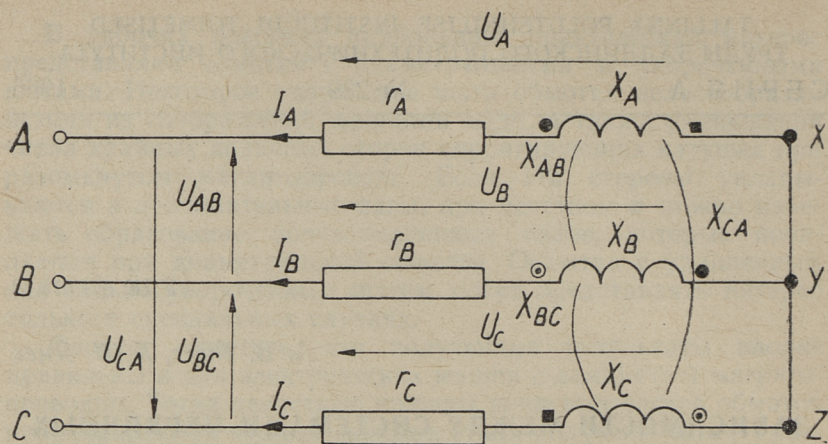 U_A
I_A r_A X_A
A X
X_AB
U_AB U_B X_CA
I_B r_B X_B
B Y
X_BC
U_CA U_BC U_C
I_C r_C X_C
C Z